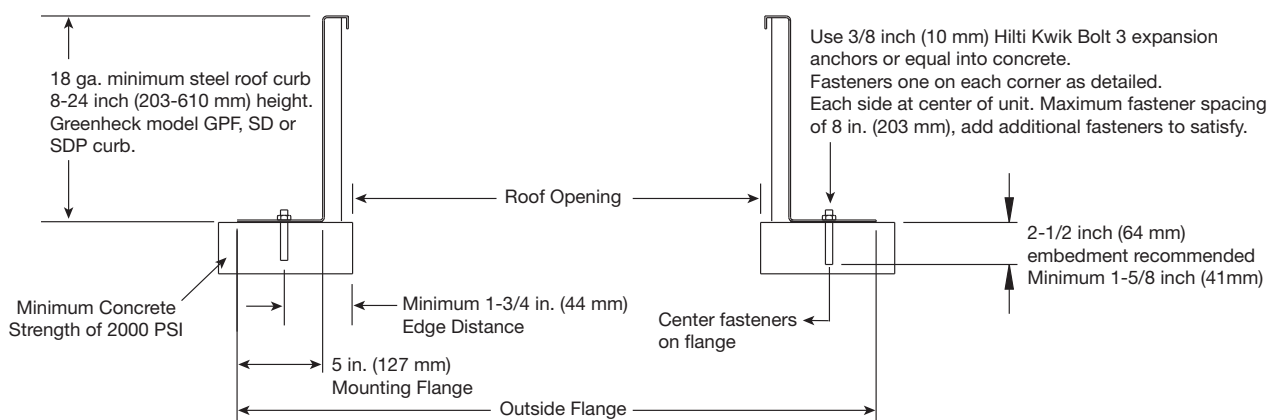 18 ga. minimum steel roof curb
8-24 inch (203-610 mm) height.
Greenheck model GPF, SD or
SDP curb.
Use 3/8 inch (10 mm) Hilti Kwik Bolt 3 expansion
anchors or equal into concrete.
Fasteners one on each corner as detailed.
Each side at center of unit. Maximum fastener spacing
of 8 in. (203 mm), add additional fasteners to satisfy.
Roof Opening
2-1/2 inch (64 mm)
embedment recommended
Minimum 1-5/8 inch (41mm)
Minimum Concrete
Strength of 2000 PSI
Minimum 1-3/4 in. (44 mm)
Edge Distance
Center fasteners
on flange
5 in. (127 mm)
Mounting Flange
Outside Flange